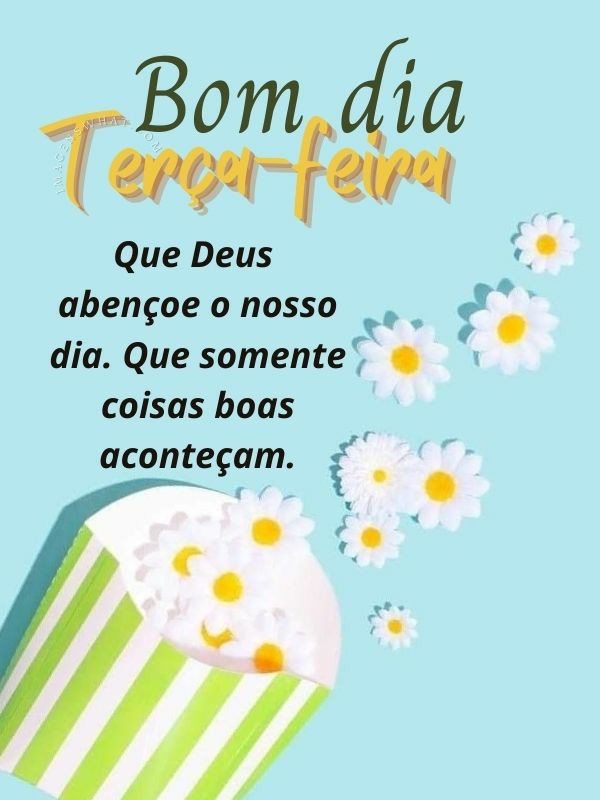 Bom dia
Terça-feira
Que Deus
abençoe o nosso
dia. Que somente
coisas boas
aconteçam.